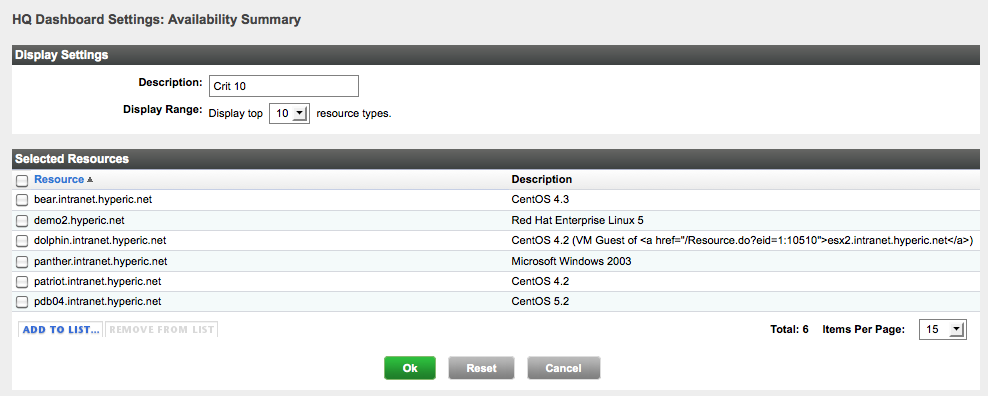 HQ Dashboard Settings: Availability Summary
Display Settings
Description: Crit 10
Display Range: Display top 10 resource types.
Selected Resources
Resource Description
bear.intranet.hyperic.net CentOS 4.3
demo2.hyperic.net Red Hat Enterprise Linux 5
dolphin.intranet.hyperic.net CentOS 4.2 (VM Guest of <a href="/Resource.do?eid=1:10510">esx2.intranet.hyperic.net</a>)
panther.intranet.hyperic.net Microsoft Windows 2003
patriot.intranet.hyperic.net CentOS 4.2
pdb04.intranet.hyperic.net CentOS 5.2
ADD TO LIST... REMOVE FROM LIST Total: 6 Items Per Page: 15
Ok Reset Cancel